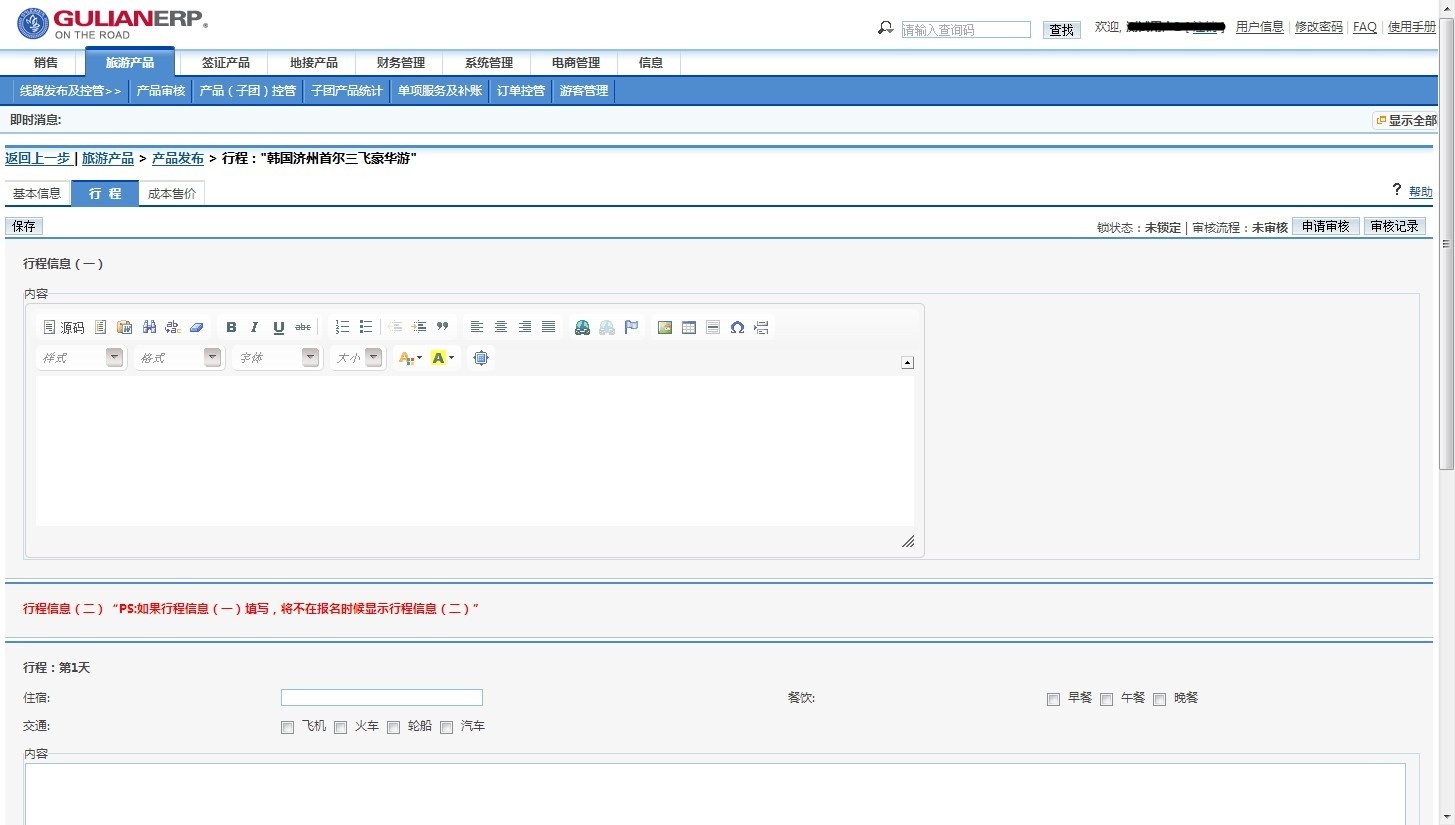 GULIANERP®
ON THE ROAD
请输入查询码 查找 欢迎, 用户信息 | 修改密码 | FAQ | 使用手册
销售 旅游产品 签证产品 地接产品 财务管理 系统管理 电商管理 信息
线路发布及控管>> 产品审核 产品（子团）控管 子团产品统计 单项服务及补账 订单控管 游客管理
即时消息: 显示全部
返回上一步 | 旅游产品 > 产品发布 > 行程："韩国济州首尔三飞豪华游"
基本信息 行 程 成本售价 ? 帮助
保存 锁状态：未锁定 | 审核流程：未审核 申请审核 审核记录
行程信息（一）
内容
源码 B I U abc
样式 格式 字体 大小 A A
行程信息（二）“PS:如果行程信息（一）填写，将不在报名时候显示行程信息（二）”
行程：第1天
住宿: 餐饮: 早餐 午餐 晚餐
交通: 飞机 火车 轮船 汽车
内容